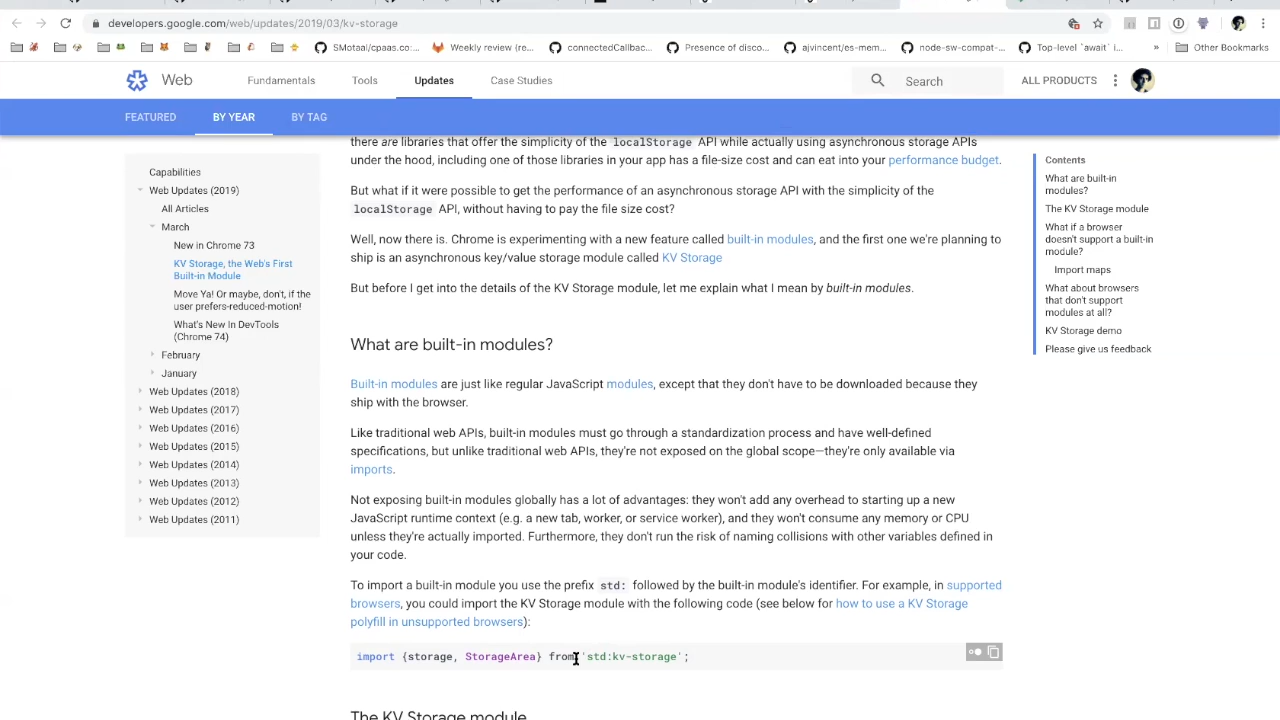 developers.google.com/web/updates/2019/03/kv-storage
SMotaal/cpaas.co:...
Weekly review (re...
connectedCallbac...
Presence of disco...
ajvincent/es-mem...
node-sw-compat-...
Top-level `await` i...
»
Other Bookmarks
Web
Fundamentals
Tools
Updates
Case Studies
Search
ALL PRODUCTS
FEATURED
BY YEAR
BY TAG
Capabilities
Web Updates (2019)
All Articles
March
New in Chrome 73
KV Storage, the Web's First
Built-in Module
Move Ya! Or maybe, don't, if the
user prefers-reduced-motion!
What's New In DevTools
(Chrome 74)
February
January
Web Updates (2018)
Web Updates (2017)
Web Updates (2016)
Web Updates (2015)
Web Updates (2014)
Web Updates (2013)
Web Updates (2012)
Web Updates (2011)
there are libraries that offer the simplicity of the localStorage API while actually using asynchronous storage APIs
under the hood, including one of those libraries in your app has a file-size cost and can eat into your performance budget.
But what if it were possible to get the performance of an asynchronous storage API with the simplicity of the
localStorage API, without having to pay the file size cost?
Well, now there is. Chrome is experimenting with a new feature called built-in modules, and the first one we're planning to
ship is an asynchronous key/value storage module called KV Storage
But before I get into the details of the KV Storage module, let me explain what I mean by built-in modules.
What are built-in modules?
Built-in modules are just like regular JavaScript modules, except that they don't have to be downloaded because they
ship with the browser.
Like traditional web APIs, built-in modules must go through a standardization process and have well-defined
specifications, but unlike traditional web APIs, they're not exposed on the global scope—they're only available via
imports.
Not exposing built-in modules globally has a lot of advantages: they won't add any overhead to starting up a new
JavaScript runtime context (e.g. a new tab, worker, or service worker), and they won't consume any memory or CPU
unless they're actually imported. Furthermore, they don't run the risk of naming collisions with other variables defined in
your code.
To import a built-in module you use the prefix std: followed by the built-in module's identifier. For example, in supported
browsers, you could import the KV Storage module with the following code (see below for how to use a KV Storage
polyfill in unsupported browsers):
import {storage, StorageArea} from 'std:kv-storage';
The KV Storage module
Contents
What are built-in
modules?
The KV Storage module
What if a browser
doesn't support a built-in
module?
Import maps
What about browsers
that don't support
modules at all?
KV Storage demo
Please give us feedback